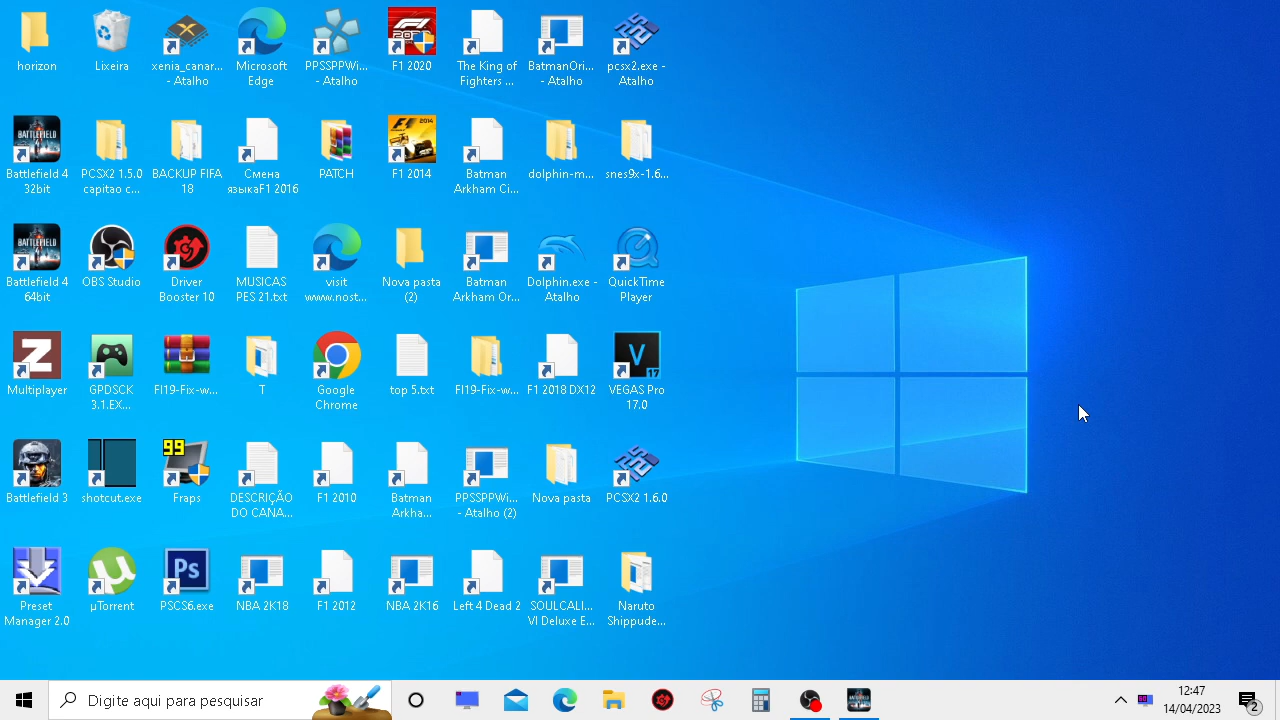 horizon
Lixeira
xenia_canar...
- Atalho
Microsoft
Edge
PPSSPPWi...
- Atalho
F1 2020
The King of
Fighters ...
BatmanOri...
- Atalho
pcsx2.exe -
Atalho
Battlefield 4
32bit
PCSX2 1.5.0
capitao c...
BACKUP FIFA
18
Смена
языкаF1 2016
PATCH
2014
F1 2014
Batman
Arkham Ci...
dolphin-m...
snes9x-1.6...
Battlefield 4
64bit
OBS Studio
Driver
Booster 10
MUSICAS
PES 21.txt
visit
www.nost...
Nova pasta
(2)
Batman
Arkham Or...
Dolphin.exe -
Atalho
QuickTime
Player
Multiplayer
GPDSCK
3.1.EX...
FI19-Fix-w...
T
Google
Chrome
top 5.txt
FI19-Fix-w...
F1 2018 DX12
V
17
VEGAS Pro
17.0
Battlefield 3
shotcut.exe
99
Fraps
DESCRIÇÃO
DO CANA...
F1 2010
Batman
Arkha...
PPSSPPWi...
- Atalho (2)
Nova pasta
PCSX2 1.6.0
Preset
Manager 2.0
µTorrent
Ps
PSCS6.exe
NBA 2K18
F1 2012
NBA 2K16
Left 4 Dead 2
SOULCALI...
VI Deluxe E...
Naruto
Shippude...
Digite aqui para pesquisar
12:47
14/04/2023
2